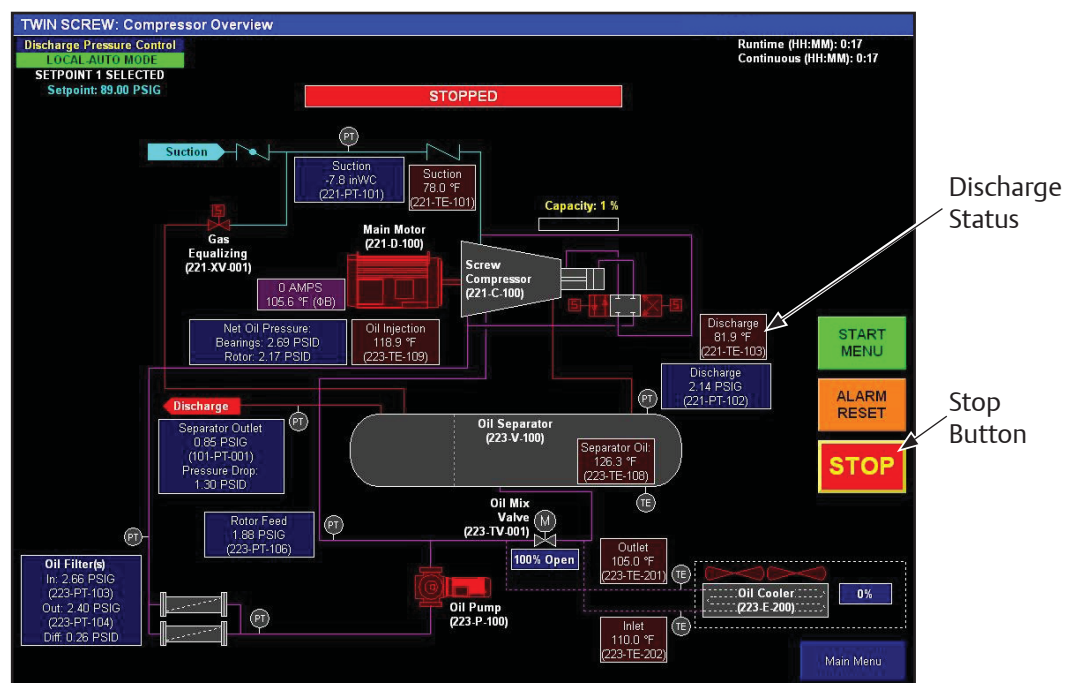 TWIN SCREW: Compressor Overview
Discharge Pressure Control
LOCAL-AUTO MODE
SETPOINT 1 SELECTED
Setpoint: 89.00 PSIG
Runtime (HH:MM): 0:17
Continuous (HH:MM): 0:17
STOPPED
PT
Suction
Suction
-7.8 inWC
(221-PT-101)
Suction
78.0 °F
(221-TE-101)
Capacity: 1 %
Discharge
Status
S
Gas
Equalizing
(221-XV-001)
Main Motor
(221-D-100)
Screw
Compressor
(221-C-100)
0 AMPS
105.6 °F (ΦB)
S
S
Net Oil Pressure:
Bearings: 2.69 PSID
Rotor: 2.17 PSID
Oil Injection
118.9 °F
(223-TE-109)
Discharge
81.9 °F
(221-TE-103)
START
MENU
Discharge
2.14 PSIG
(221-PT-102)
ALARM
RESET
Stop
Button
STOP
Discharge
PT
PT
Separator Outlet
0.85 PSIG
(101-PT-001)
Pressure Drop:
1.30 PSID
Oil Separator
(223-V-100)
Separator Oil:
126.3 °F
(223-TE-108)
TE
Rotor Feed
1.88 PSIG
(223-PT-106)
PT
Oil Mix
Valve
(223-TV-001)
M
100% Open
PT
Oil Filter(s)
In: 2.66 PSIG
(223-PT-103)
Out: 2.40 PSIG
(223-PT-104)
Diff: 0.26 PSID
PT
Oil Pump
(223-P-100)
Outlet
105.0 °F
(223-TE-201)
TE
Oil Cooler
(223-E-200)
0%
Inlet
110.0 °F
(223-TE-202)
TE
Main Menu